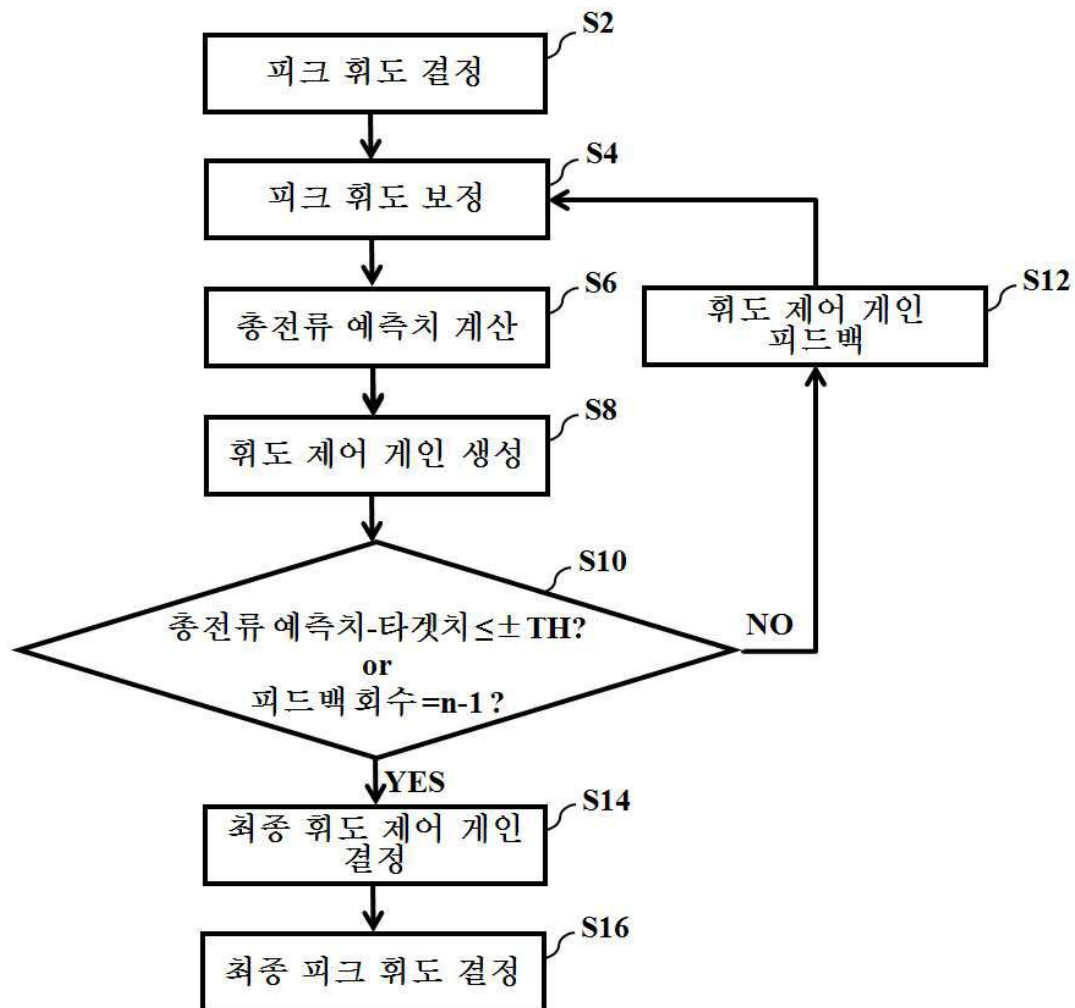 S2
피크 휘도 결정
S4
피크 휘도 보정
S6
총전류 예측치 계산
S12
휘도 제어 게인
피드백
S8
휘도 제어 게인 생성
S10
총전류 예측치-타겟치≤± TH?
or
피드백회수=n-1?
NO
YES
S14
최종 휘도 제어 게인
결정
S16
최종 피크 휘도 결정